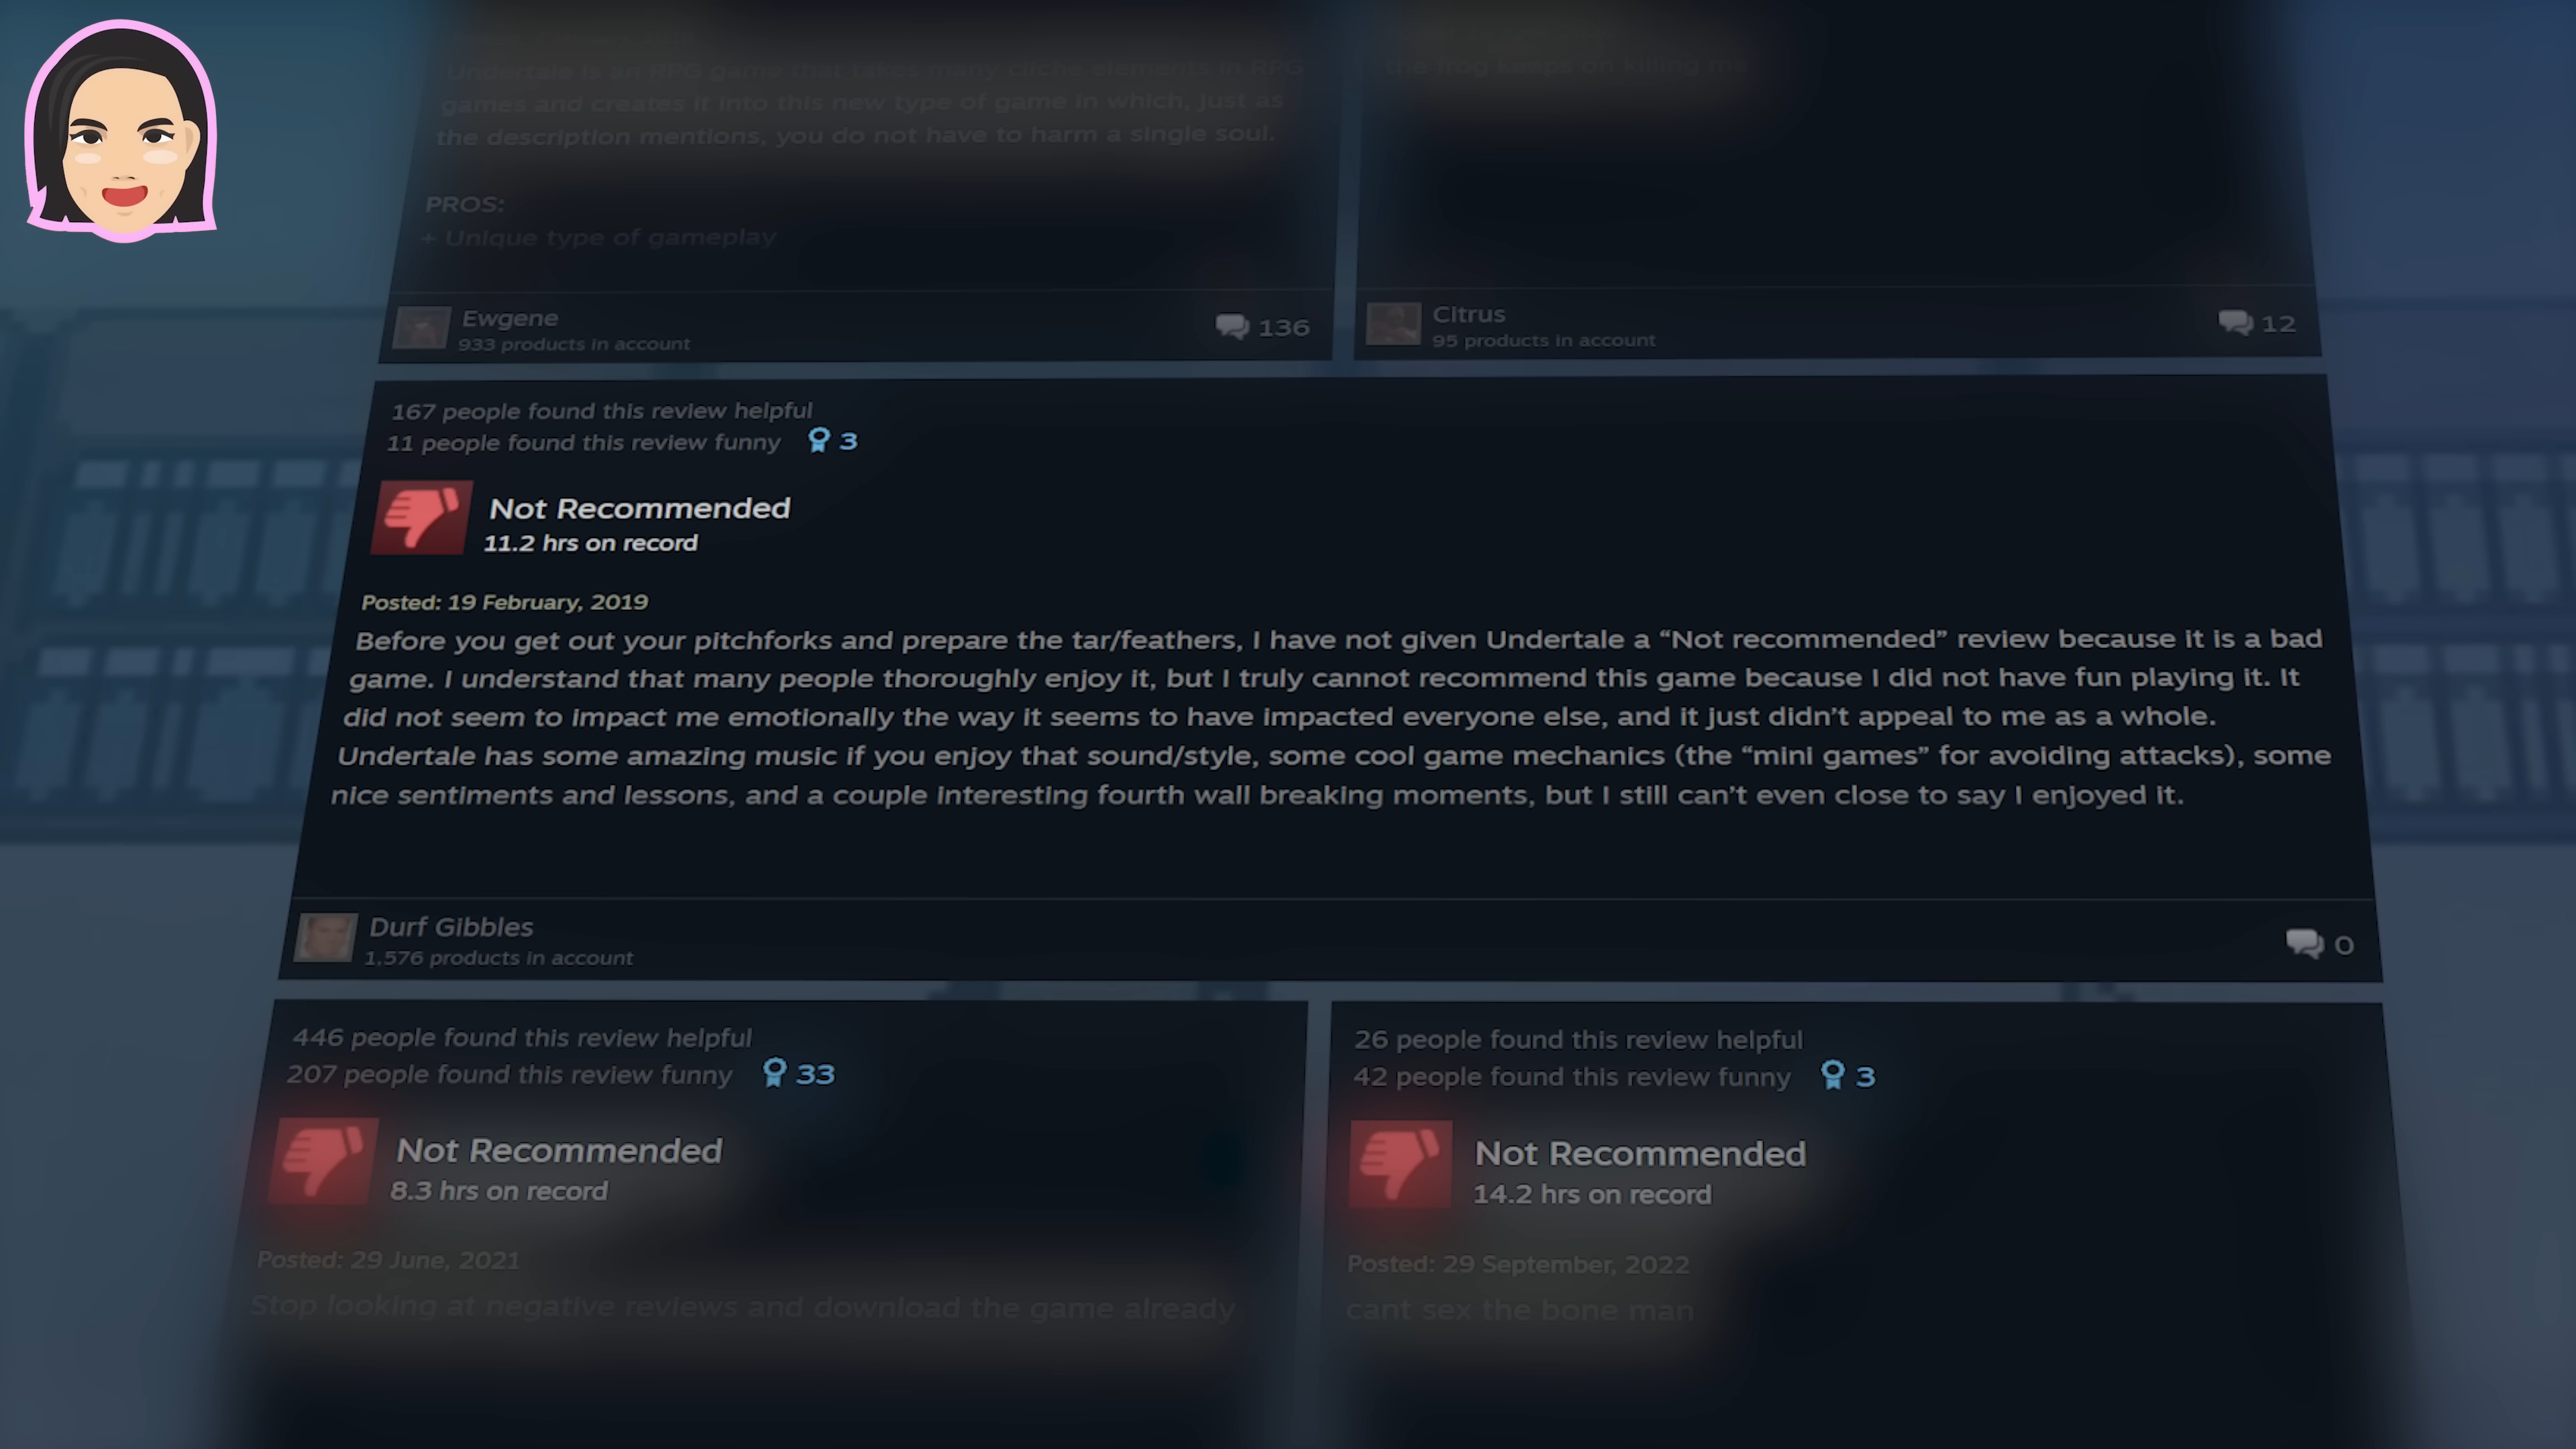 Undertale is an RPG game that takes many cliché elements in RPG
games and creates it into this new type of game in which, just as
the description mentions, you do not have to harm a single soul.
PROS:
+ Unique type of gameplay
Ewgene
933 products in account
136
the frog keeps on killing me
Citrus
95 products in account
12
167 people found this review helpful
11 people found this review funny 3
Not Recommended
11.2 hrs on record
Posted: 19 February, 2019
Before you get out your pitchforks and prepare the tar/feathers, I have not given Undertale a “Not recommended” review because it is a bad
game. I understand that many people thoroughly enjoy it, but I truly cannot recommend this game because I did not have fun playing it. It
did not seem to impact me emotionally the way it seems to have impacted everyone else, and it just didn’t appeal to me as a whole.
Undertale has some amazing music if you enjoy that sound/style, some cool game mechanics (the “mini games” for avoiding attacks), some
nice sentiments and lessons, and a couple interesting fourth wall breaking moments, but I still can’t even close to say I enjoyed it.
Durf Gibbles
1,576 products in account
0
446 people found this review helpful
207 people found this review funny 33
Not Recommended
8.3 hrs on record
Posted: 29 June, 2021
Stop looking at negative reviews and download the game already
26 people found this review helpful
42 people found this review funny 3
Not Recommended
14.2 hrs on record
Posted: 29 September, 2022
cant sex the bone man